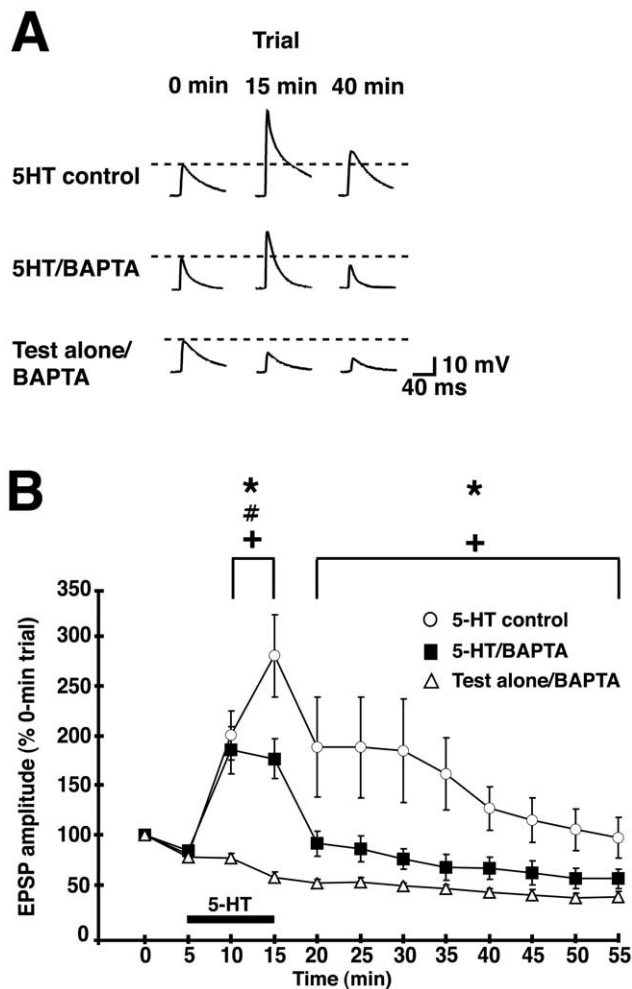 A
Trial
0 min 15 min 40 min
5HT control
5HT/BAPTA
Test alone/
BAPTA
10 mV
40 ms
B
* *
#
+ +
350
300
250
200
150
100
50
0
EPSP amplitude (% 0-min trial)
5-HT control
5-HT/BAPTA
Test alone/BAPTA
5-HT
0 5 10 15 20 25 30 35 40 45 50 55
Time (min)